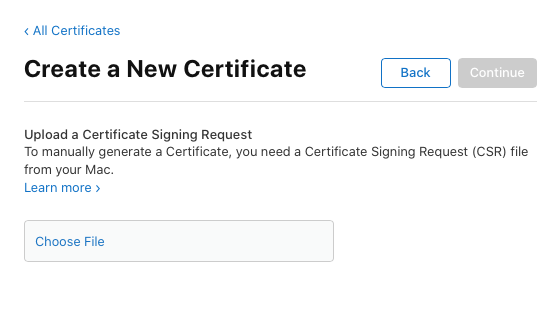 ‹ All Certificates
Create a New Certificate
Back
Continue
Upload a Certificate Signing Request
To manually generate a Certificate, you need a Certificate Signing Request (CSR) file
from your Mac.
Learn more ›
Choose File